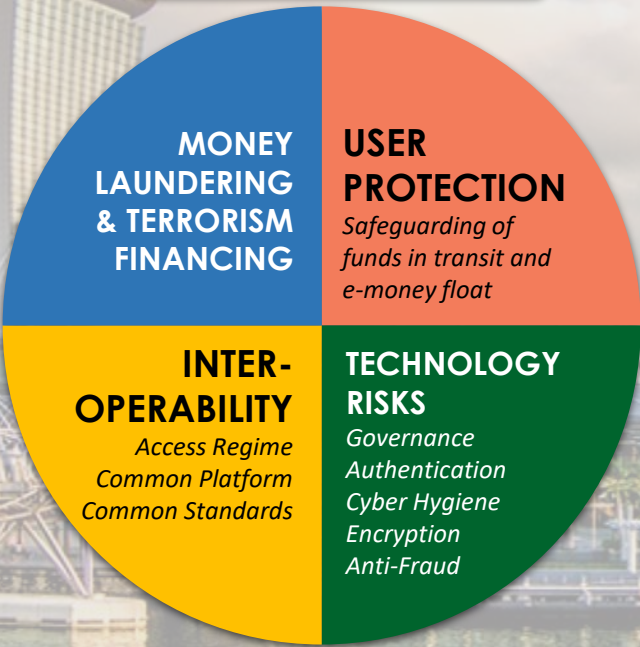 MONEY
LAUNDERING
& TERRORISM
FINANCING
USER
PROTECTION
Safeguarding of
funds in transit and
e-money float
INTER-
OPERABILITY
Access Regime
Common Platform
Common Standards
TECHNOLOGY
RISKS
Governance
Authentication
Cyber Hygiene
Encryption
Anti-Fraud